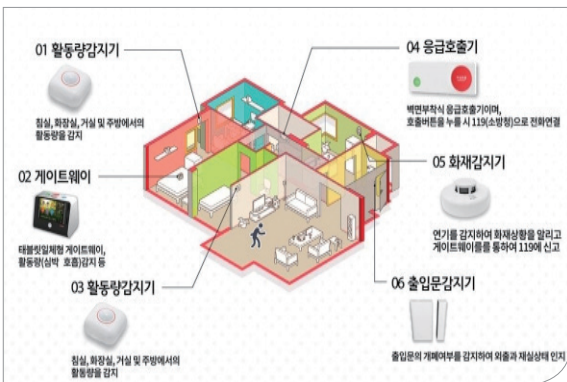 01 활동량감지기
침실, 화장실, 거실 및 주방에서의
활동량을 감지
02 게이트웨이
태블릿일체형 게이트웨이,
활동량(심박 호흡)감지 등
03 활동량감지기
침실, 화장실, 거실 및 주방에서의
활동량을 감지
04 응급호출기
벽면부착식 응급호출기이며,
호출버튼을 누를 시 119(소방청)으로 전화연결
05 화재감지기
연기를 감지하여 화재상황을 알리고
게이트웨이를를 통하여 119에 신고
06 출입문감지기
출입문의 개폐여부를 감지하여 외출과 재실상태 인지